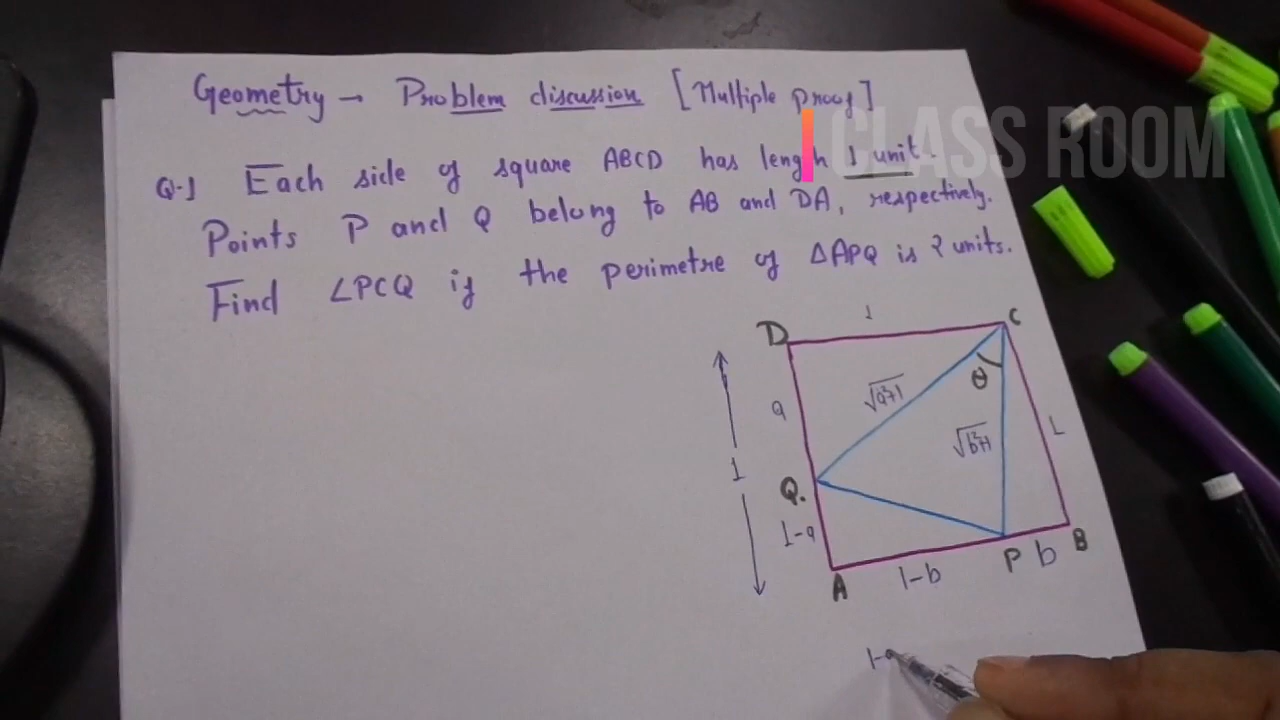 Geometry → Problem discussion [Multiple proof]
CLASS ROOM
Q-1 Each side of square ABCD has length 1 unit.
Points P and Q belong to AB and DA, respectively.
Find ∠PCQ if the perimetre of ΔAPQ is 2 units.
1
D
C
a
√a²+1
θ
√b²+1
1
1
Q.
1-a
A
1-b
P
b
B
1-a